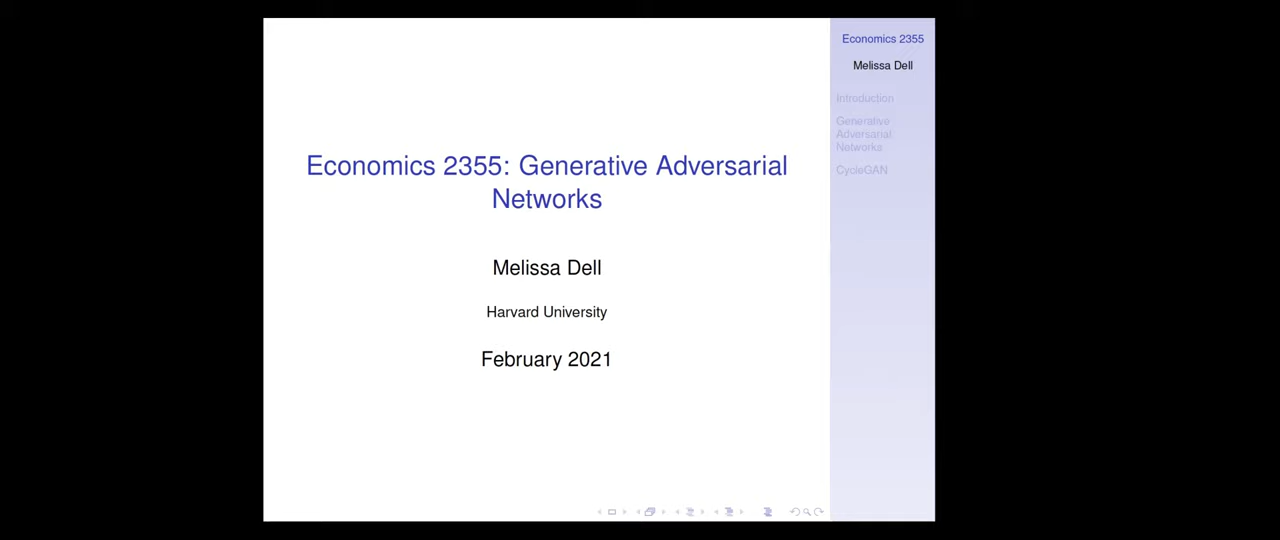 Economics 2355: Generative Adversarial
Networks
Melissa Dell
Harvard University
February 2021
Economics 2355
Melissa Dell
Introduction
Generative
Adversarial
Networks
CycleGAN